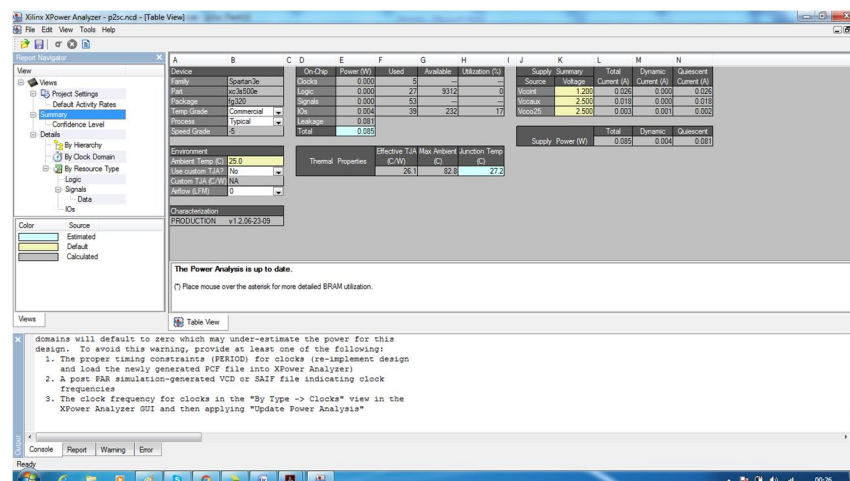 Xilinx XPower Analyzer - p2sc.ncd - [Table View]
File Edit View Tools Help
Report Navigator
View
Views
Project Settings
Default Activity Rates
Summary
Confidence Level
Details
By Hierarchy
By Clock Domain
By Resource Type
Logic
Signals
Data
IOs
Color Source
Estimated
Default
Calculated
Views
A B C D E F G H I J K L M N
Device
Family Spartan3e
Part xc3s500e
Package fg320
Temp Grade Commercial
Process Typical
Speed Grade -5
Environment
Ambient Temp (C) 25.0
Use custom TJA? No
Custom TJA (C/W) NA
Airflow (LFM) 0
Characterization
PRODUCTION v1.2.06-23-09
On-Chip Power (W) Used Available Utilization (%)
Clocks 0.000 5 --- ---
Logic 0.000 27 9312 0
Signals 0.000 53 --- ---
IOs 0.004 39 232 17
Leakage 0.081
Total 0.085
Effective TJA Max Ambient Junction Temp
Thermal Properties (C/W) (C) (C)
26.1 82.8 27.2
Supply Summary Total Dynamic Quiescent
Source Voltage Current (A) Current (A) Current (A)
Vccint 1.200 0.026 0.000 0.026
Vccaux 2.500 0.018 0.000 0.018
Vcco25 2.500 0.003 0.001 0.002
Total Dynamic Quiescent
Supply Power (W) 0.085 0.004 0.081
The Power Analysis is up to date.
(*) Place mouse over the asterisk for more detailed BRAM utilization.
Table View
domains will default to zero which may under-estimate the power for this
design. To avoid this warning, provide at least one of the following:
1. The proper timing constraints (PERIOD) for clocks (re-implement design
and load the newly generated PCF file into XPower Analyzer)
2. A post PAR simulation-generated VCD or SAIF file indicating clock
frequencies
3. The clock frequency for clocks in the "By Type -> Clocks" view in the
XPower Analyzer GUI and then applying "Update Power Analysis"
Output
Console Report Warning Error
Ready
00:26